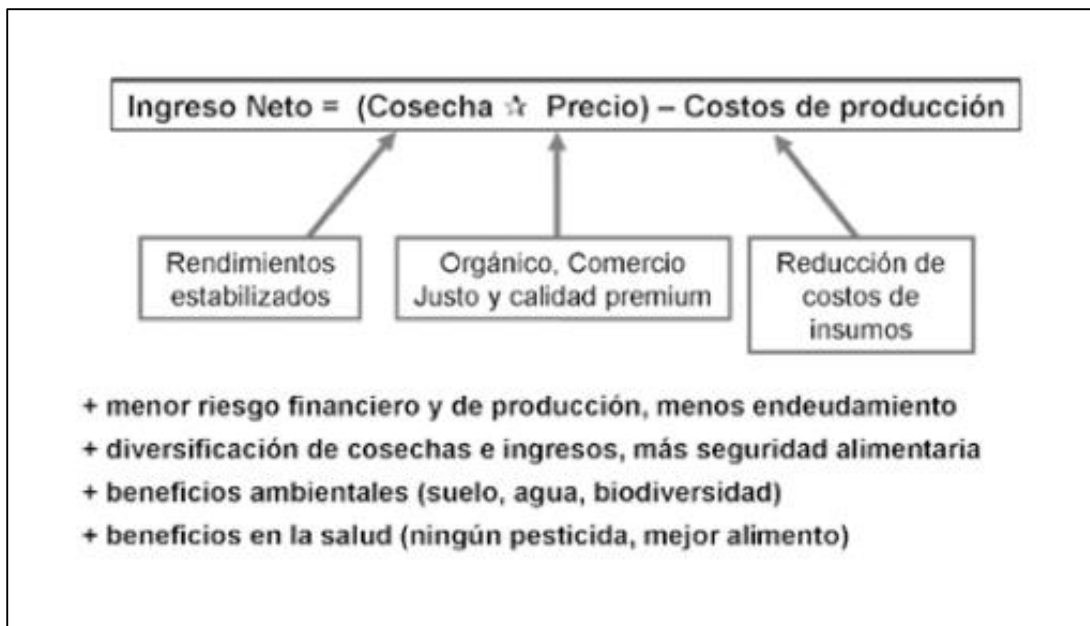 Ingreso Neto = (Cosecha ☆ Precio) – Costos de producción
Rendimientos
estabilizados
Orgánico, Comercio
Justo y calidad premium
Reducción de
costos de
insumos
+ menor riesgo financiero y de producción, menos endeudamiento
+ diversificación de cosechas e ingresos, más seguridad alimentaria
+ beneficios ambientales (suelo, agua, biodiversidad)
+ beneficios en la salud (ningún pesticida, mejor alimento)